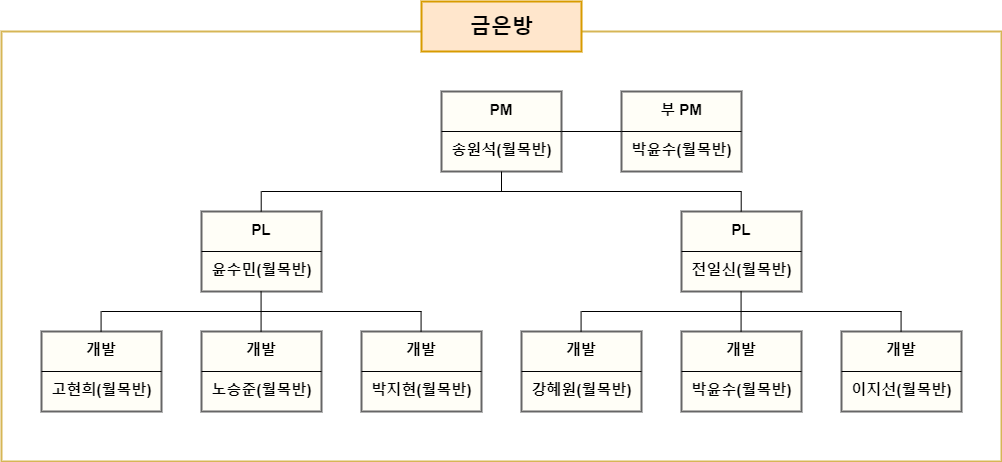 금은방
PM
부 PM
송원석(월목반)
박윤수(월목반)
PL
PL
윤수민(월목반)
전일신(월목반)
개발
개발
개발
개발
개발
개발
고현희(월목반)
노승준(월목반)
박지현(월목반)
강혜원(월목반)
박윤수(월목반)
이지선(월목반)